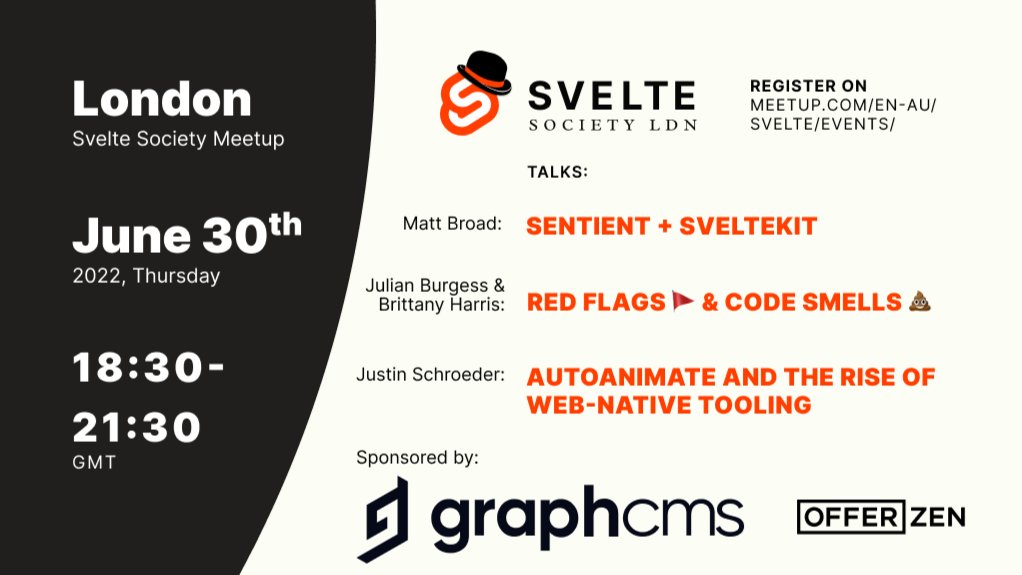 London
Svelte Society Meetup
June 30th
2022, Thursday
18:30-
21:30
GMT
SVELTE
SOCIETY LDN
REGISTER ON
MEETUP.COM/EN-AU/
SVELTE/EVENTS/
TALKS:
Matt Broad:
SENTIENT + SVELTEKIT
Julian Burgess &
Brittany Harris:
RED FLAGS 🚩 & CODE SMELLS 💩
Justin Schroeder:
AUTOANIMATE AND THE RISE OF
WEB-NATIVE TOOLING
Sponsored by:
graphcms
OFFERZEN